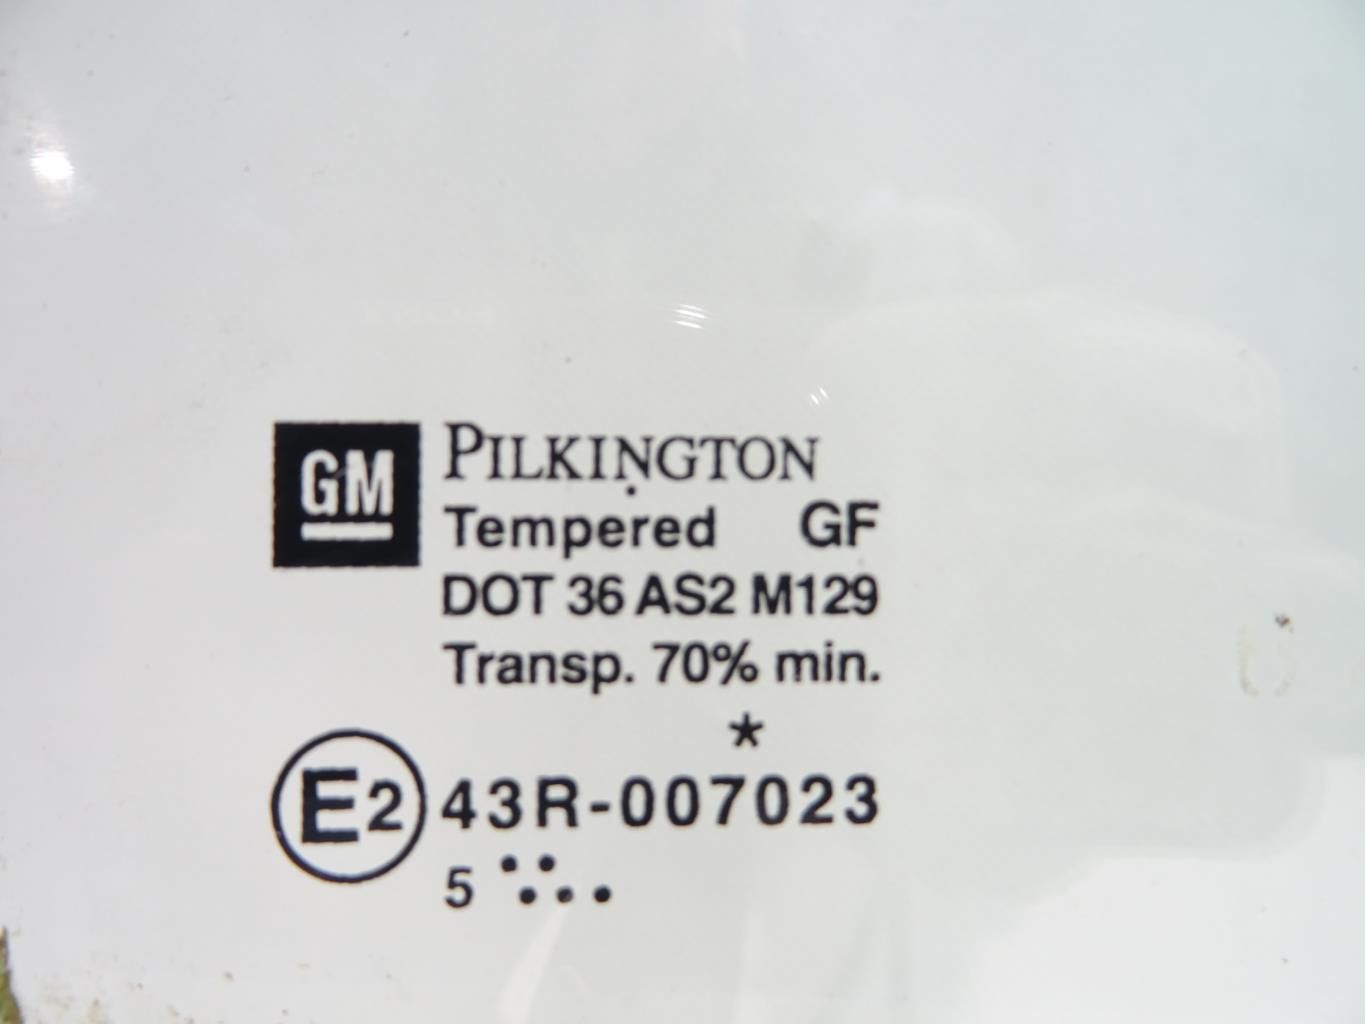 GM
PILKINGTON
Tempered GF
DOT 36 AS2 M129
Transp. 70% min.
*
E2 43R-007023
5